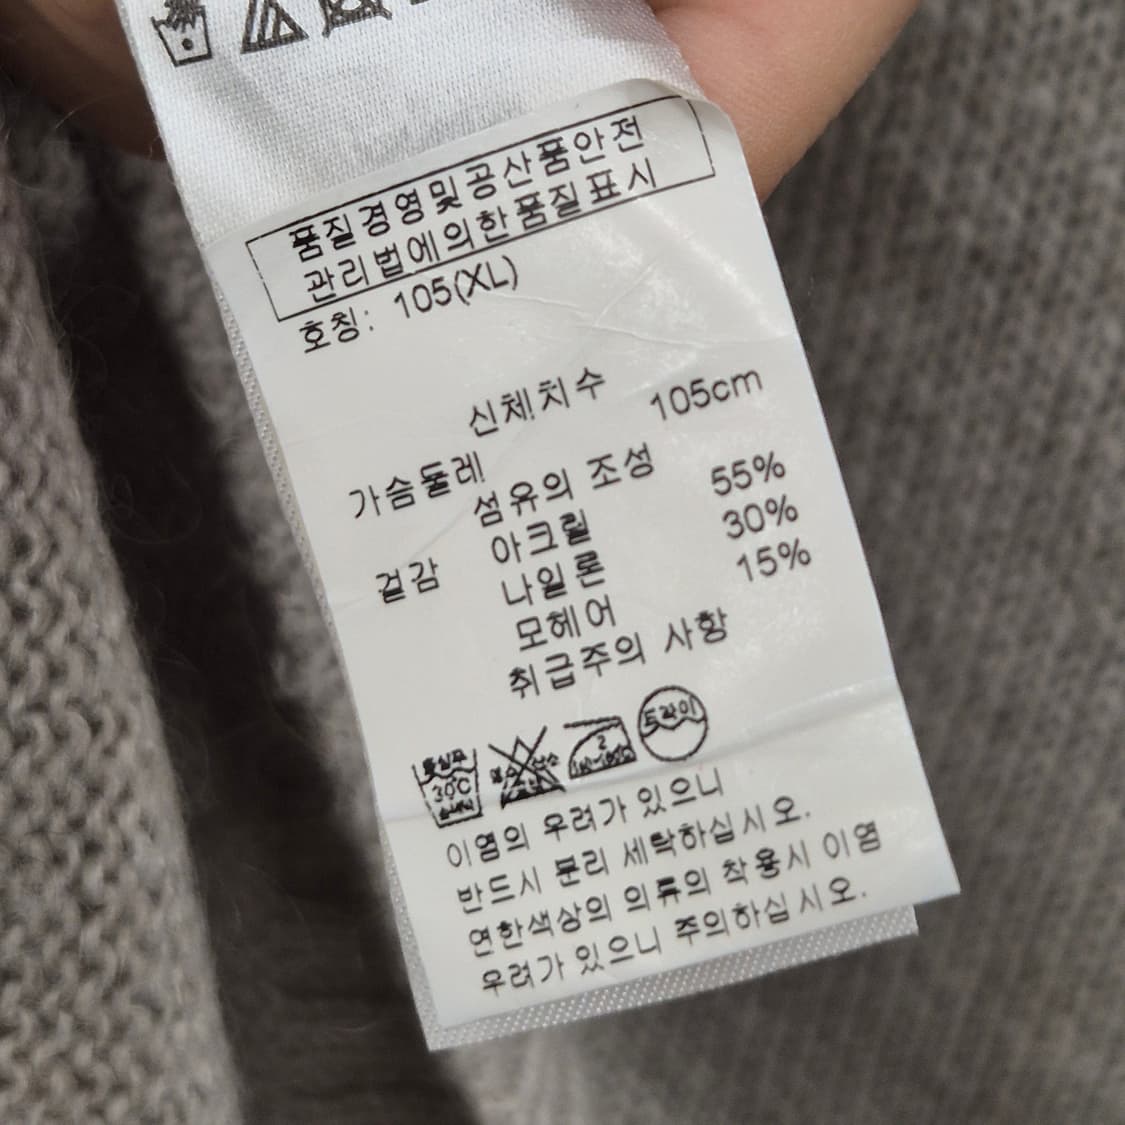 품질경영및공산품안전
관리법에의한품질표시
호칭: 105(XL)
신체치수
가슴둘레 105cm
섬유의 조성
겉감 아크릴 55%
나일론 30%
모헤어 15%
취급주의 사항
30℃
드라이
이염의 우려가 있으니
반드시 분리 세탁하십시오.
연한색상의 의류의 착용시 이염
우려가 있으니 주의하십시오.